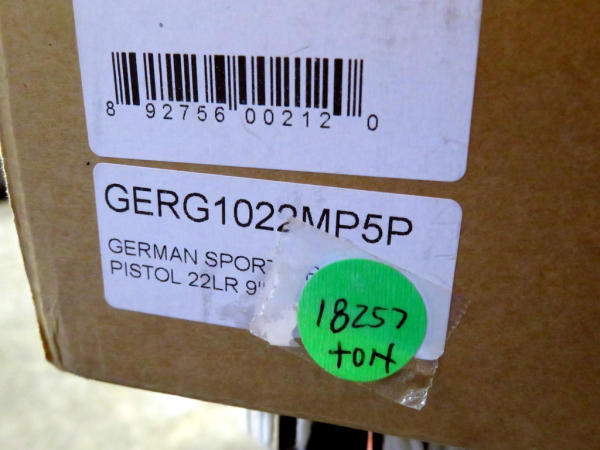 8 92756 00212 0
GERG1022MP5P
GERMAN SPORT
PISTOL 22LR 9"
18257
TOM